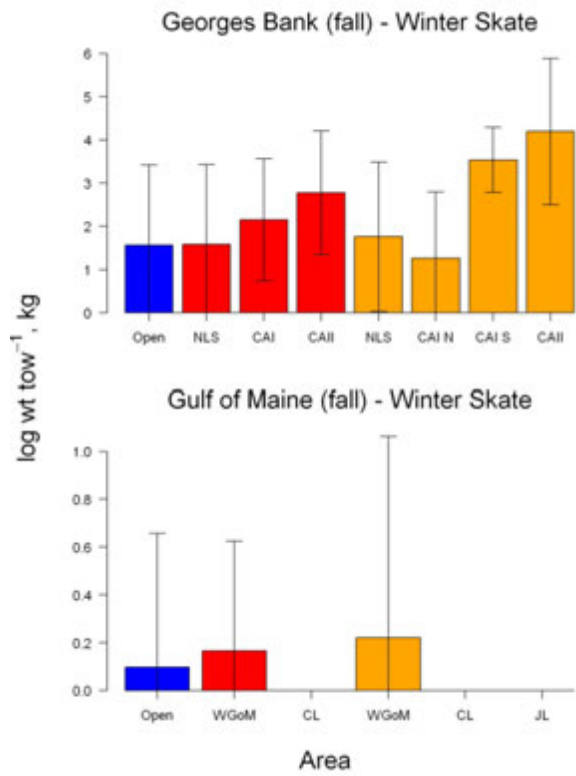 Georges Bank (fall) - Winter Skate
6
5
4
3
2
1
0
Open NLS CAI CAII NLS CAI N CAI S CAII
log wt tow⁻¹, kg
Gulf of Maine (fall) - Winter Skate
1.0
0.8
0.6
0.4
0.2
0.0
Open WGoM CL WGoM CL JL
Area